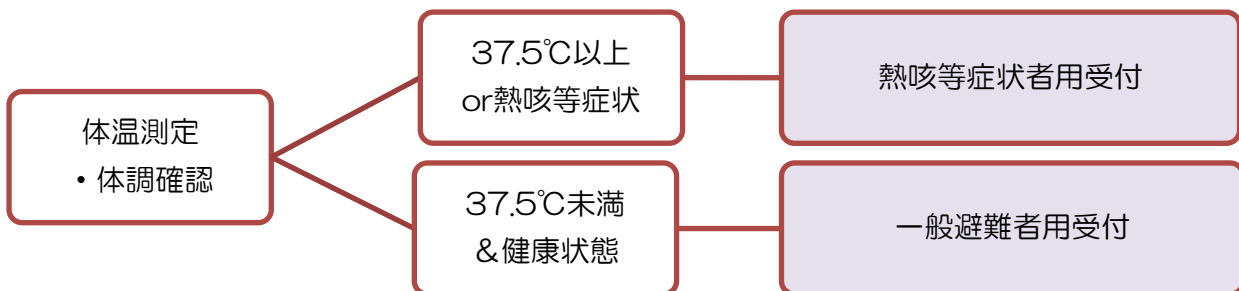 体温測定
・体調確認
37.5℃以上
or熱咳等症状
熱咳等症状者用受付
37.5℃未満
＆健康状態
一般避難者用受付